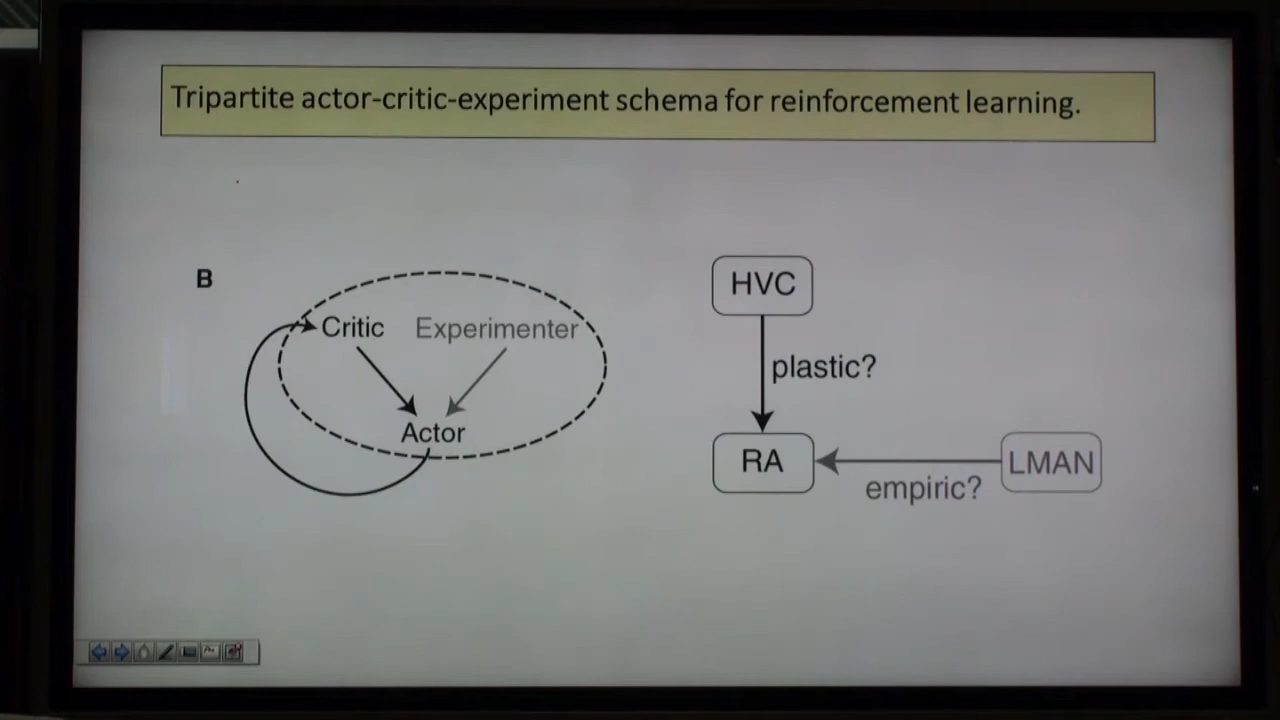 Tripartite actor-critic-experiment schema for reinforcement learning.
B
Critic Experimenter
Actor
HVC
plastic?
RA
LMAN
empiric?